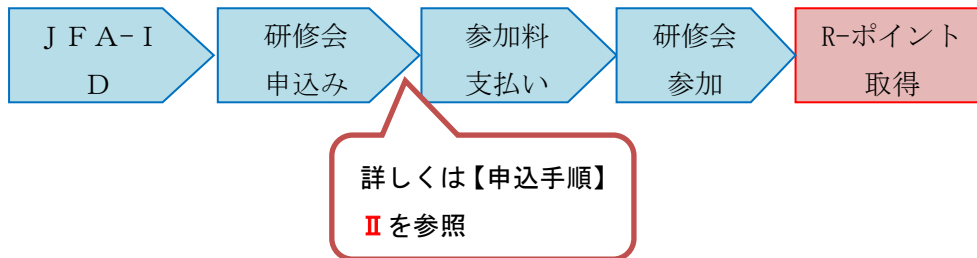 ＪＦＡ-Ｉ
Ｄ
研修会
申込み
参加料
支払い
研修会
参加
R-ポイント
取得
詳しくは【申込手順】
Ⅱを参照